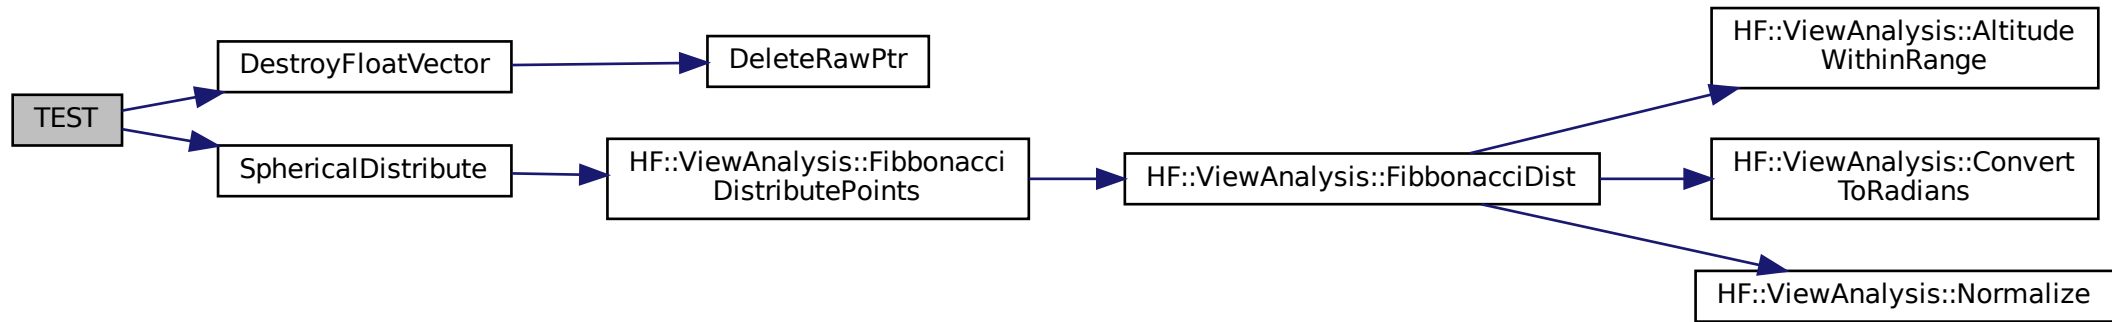 TEST
DestroyFloatVector
DeleteRawPtr
SphericalDistribute
HF::ViewAnalysis::Fibbonacci
DistributePoints
HF::ViewAnalysis::FibbonacciDist
HF::ViewAnalysis::Altitude
WithinRange
HF::ViewAnalysis::Convert
ToRadians
HF::ViewAnalysis::Normalize